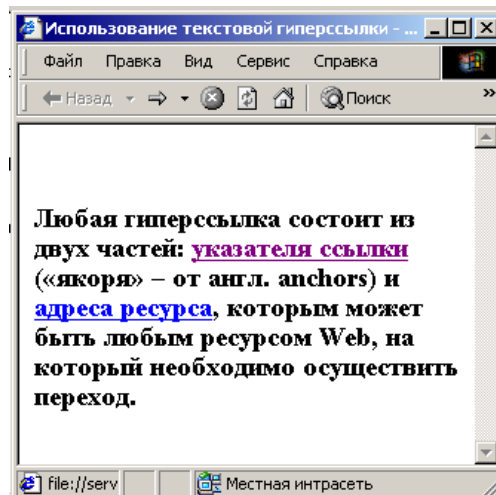 Использование текстовой гиперссылки - ...
Файл Правка Вид Сервис Справка
Назад Поиск »
Любая гиперссылка состоит из
двух частей: указателя ссылки
(«якоря» – от англ. anchors) и
адреса ресурса, которым может
быть любым ресурсом Web, на
который необходимо осуществить
переход.
file://serv Местная интрасеть